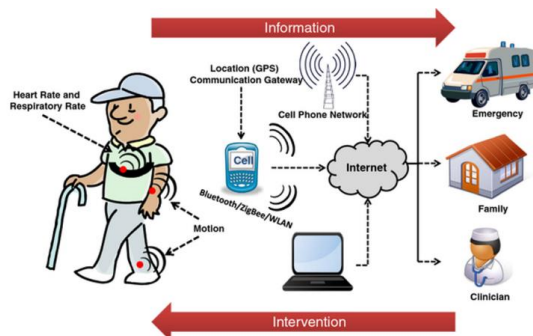 Information
Location (GPS)
Communication Gateway
Heart Rate and
Respiratory Rate
Cell Phone Network
Emergency
Cell
Internet
Bluetooth/ZigBee/WLAN
Family
Motion
Clinician
Intervention